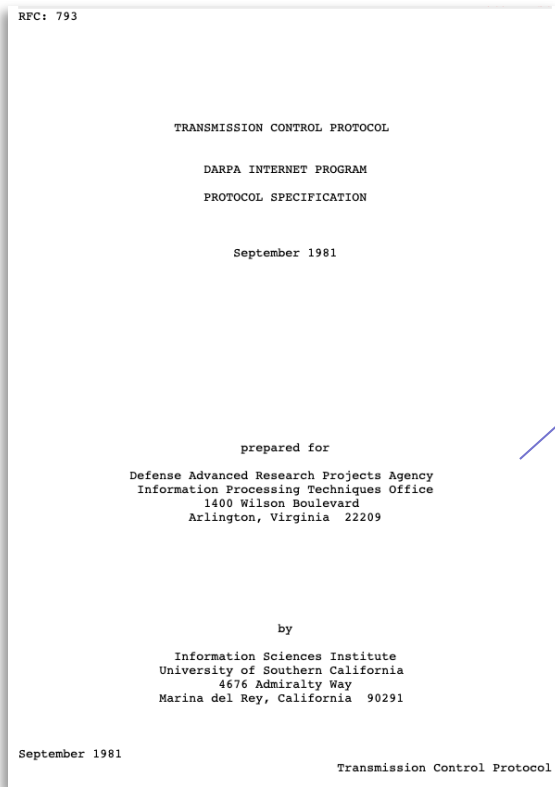 RFC: 793
TRANSMISSION CONTROL PROTOCOL
DARPA INTERNET PROGRAM
PROTOCOL SPECIFICATION
September 1981
prepared for
Defense Advanced Research Projects Agency
Information Processing Techniques Office
1400 Wilson Boulevard
Arlington, Virginia 22209
by
Information Sciences Institute
University of Southern California
4676 Admiralty Way
Marina del Rey, California 90291
September 1981
Transmission Control Protocol